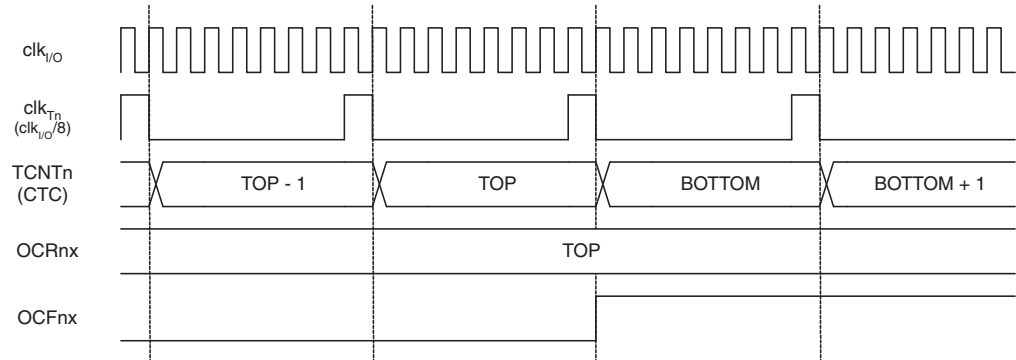 clkI/O
clkTn
(clkI/O/8)
TCNTn
(CTC)
TOP - 1
TOP
BOTTOM
BOTTOM + 1
OCRnx
TOP
OCFnx